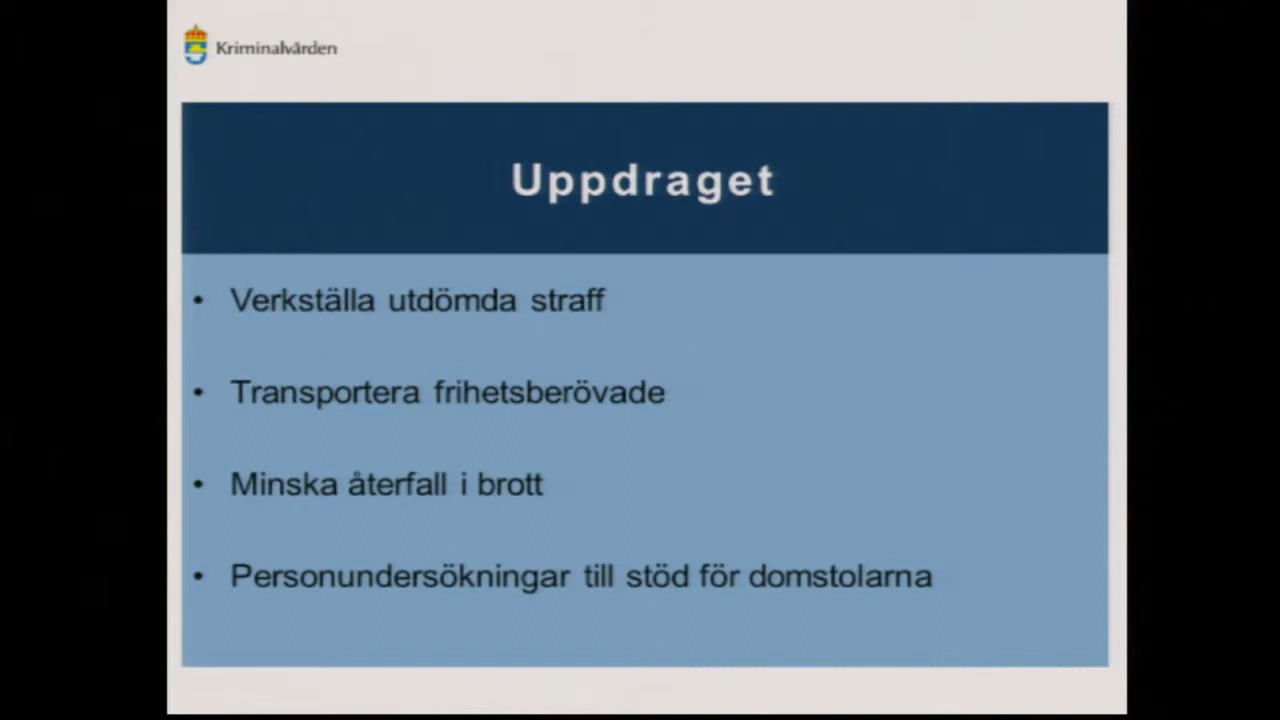 Kriminalvården
Uppdraget
• Verkställa utdömda straff
• Transportera frihetsberövade
• Minska återfall i brott
• Personundersökningar till stöd för domstolarna